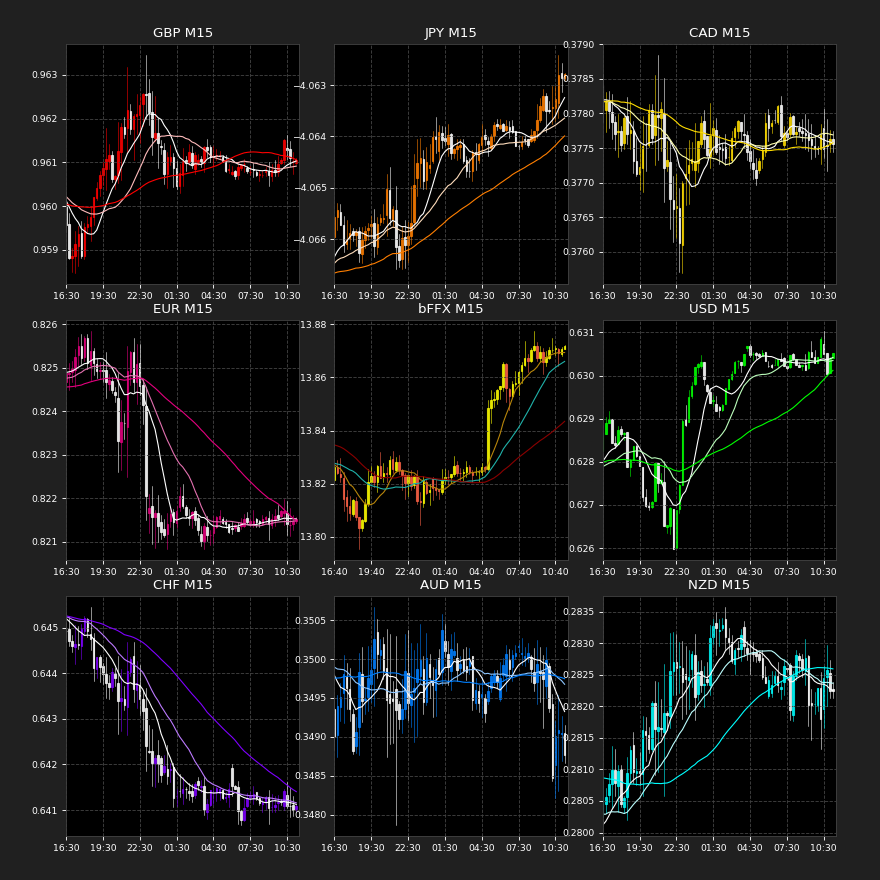 GBP M15
JPY M15
CAD M15
0.963
0.962
0.961
0.960
0.959
−4.063
−4.064
−4.065
−4.066
0.3790
0.3785
0.3780
0.3775
0.3770
0.3765
0.3760
16:30 19:30 22:30 01:30 04:30 07:30 10:30
16:30 19:30 22:30 01:30 04:30 07:30 10:30
16:30 19:30 22:30 01:30 04:30 07:30 10:30
EUR M15
bFFX M15
USD M15
0.826
0.825
0.824
0.823
0.822
0.821
13.88
13.86
13.84
13.82
13.80
0.631
0.630
0.629
0.628
0.627
0.626
16:30 19:30 22:30 01:30 04:30 07:30 10:30
16:40 19:40 22:40 01:40 04:40 07:40 10:40
16:30 19:30 22:30 01:30 04:30 07:30 10:30
CHF M15
AUD M15
NZD M15
0.645
0.644
0.643
0.642
0.641
0.3505
0.3500
0.3495
0.3490
0.3485
0.3480
0.2835
0.2830
0.2825
0.2820
0.2815
0.2810
0.2805
0.2800
16:30 19:30 22:30 01:30 04:30 07:30 10:30
16:30 19:30 22:30 01:30 04:30 07:30 10:30
16:30 19:30 22:30 01:30 04:30 07:30 10:30